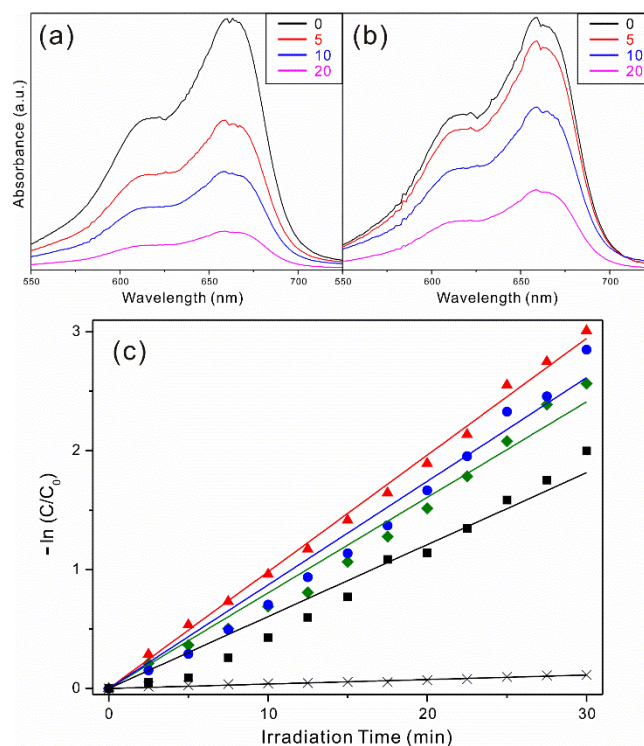 (a)
0
5
10
20
(b)
0
5
10
20
Absorbance (a.u.)
550 600 650 700
550 600 650 700
Wavelength (nm) Wavelength (nm)
(c)
3
2
1
0
− ln (C/C0)
0 10 20 30
Irradiation Time (min)